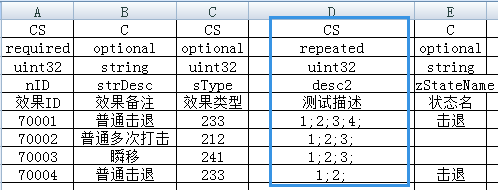 A B C D E
CS C CS CS C
required optional optional repeated optional
uint32 string uint32 uint32 string
nID strDesc sType desc2 zStateName
效果ID 效果备注 效果类型 测试描述 状态名
70001 普通击退 233 1;2;3;4; 击退
70002 普通多次打击 212 1;2;3;
70003 瞬移 241 1;2;3;
70004 普通击退 233 1;2; 击退